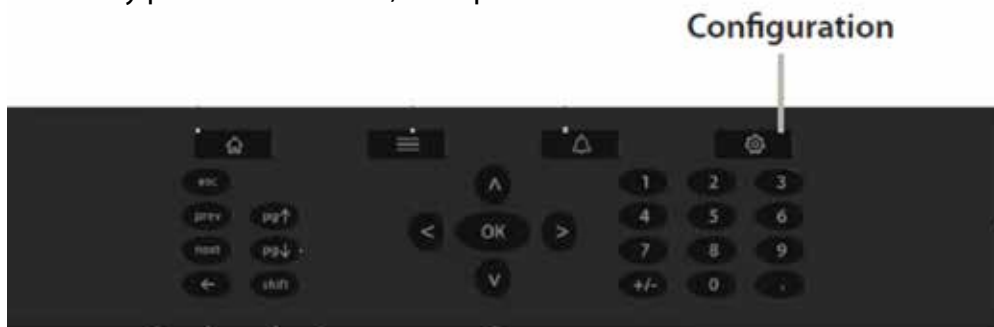 Configuration
esc 1 2 3
prev pg↑ OK 4 5 6
next pg↓ 7 8 9
← shift +/- 0 .